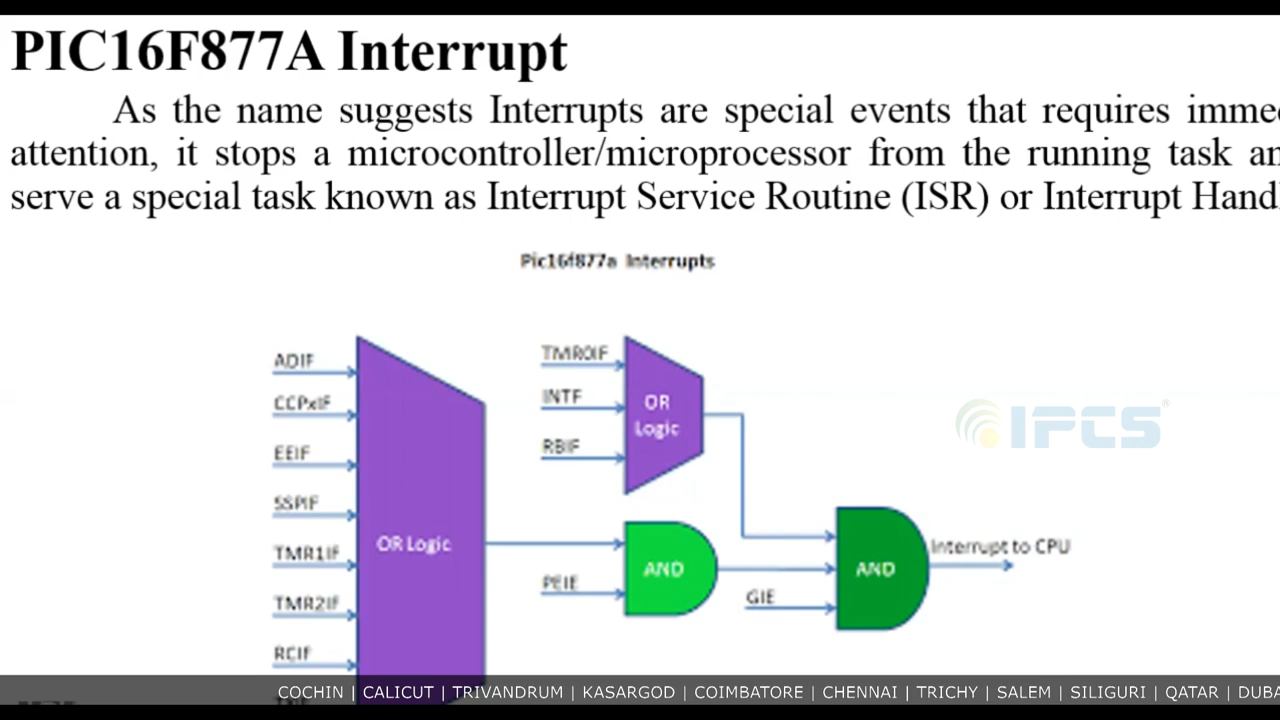 PIC16F877A Interrupt
As the name suggests Interrupts are special events that requires imme
attention, it stops a microcontroller/microprocessor from the running task an
serve a special task known as Interrupt Service Routine (ISR) or Interrupt Hand
Pic16f877a Interrupts
ADIF
CCPxIF
EEIF
SSPIF
TMR1IF
TMR2IF
RCIF
OR Logic
TMR0IF
INTF
RBIF
OR
Logic
PEIE
AND
GIE
AND
Interrupt to CPU
IPCS
COCHIN | CALICUT | TRIVANDRUM | KASARGOD | COIMBATORE | CHENNAI | TRICHY | SALEM | SILIGURI | QATAR | DUBA